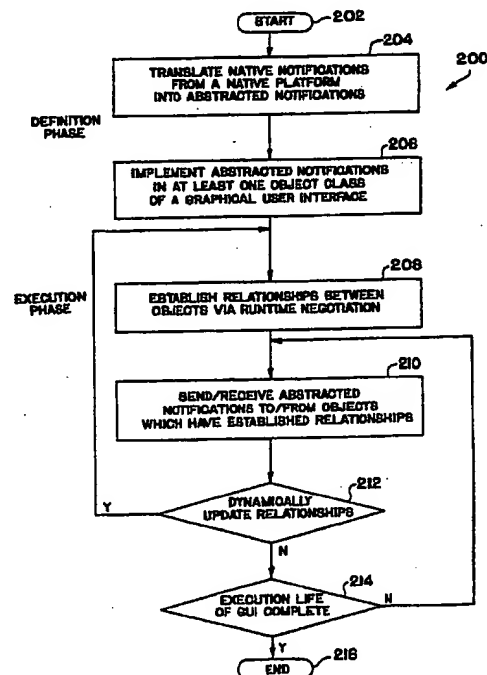 START
202
204
200
TRANSLATE NATIVE NOTIFICATIONS
FROM A NATIVE PLATFORM
INTO ABSTRACTED NOTIFICATIONS
DEFINITION
PHASE
206
IMPLEMENT ABSTRACTED NOTIFICATIONS
IN AT LEAST ONE OBJECT CLASS
OF A GRAPHICAL USER INTERFACE
EXECUTION
PHASE
208
ESTABLISH RELATIONSHIPS BETWEEN
OBJECTS VIA RUNTIME NEGOTIATION
210
SEND/RECEIVE ABSTRACTED
NOTIFICATIONS TO/FROM OBJECTS
WHICH HAVE ESTABLISHED RELATIONSHIPS
212
Y
DYNAMICALLY
UPDATE RELATIONSHIPS
N
214
EXECUTION LIFE
OF GUI COMPLETE
N
Y
END
216